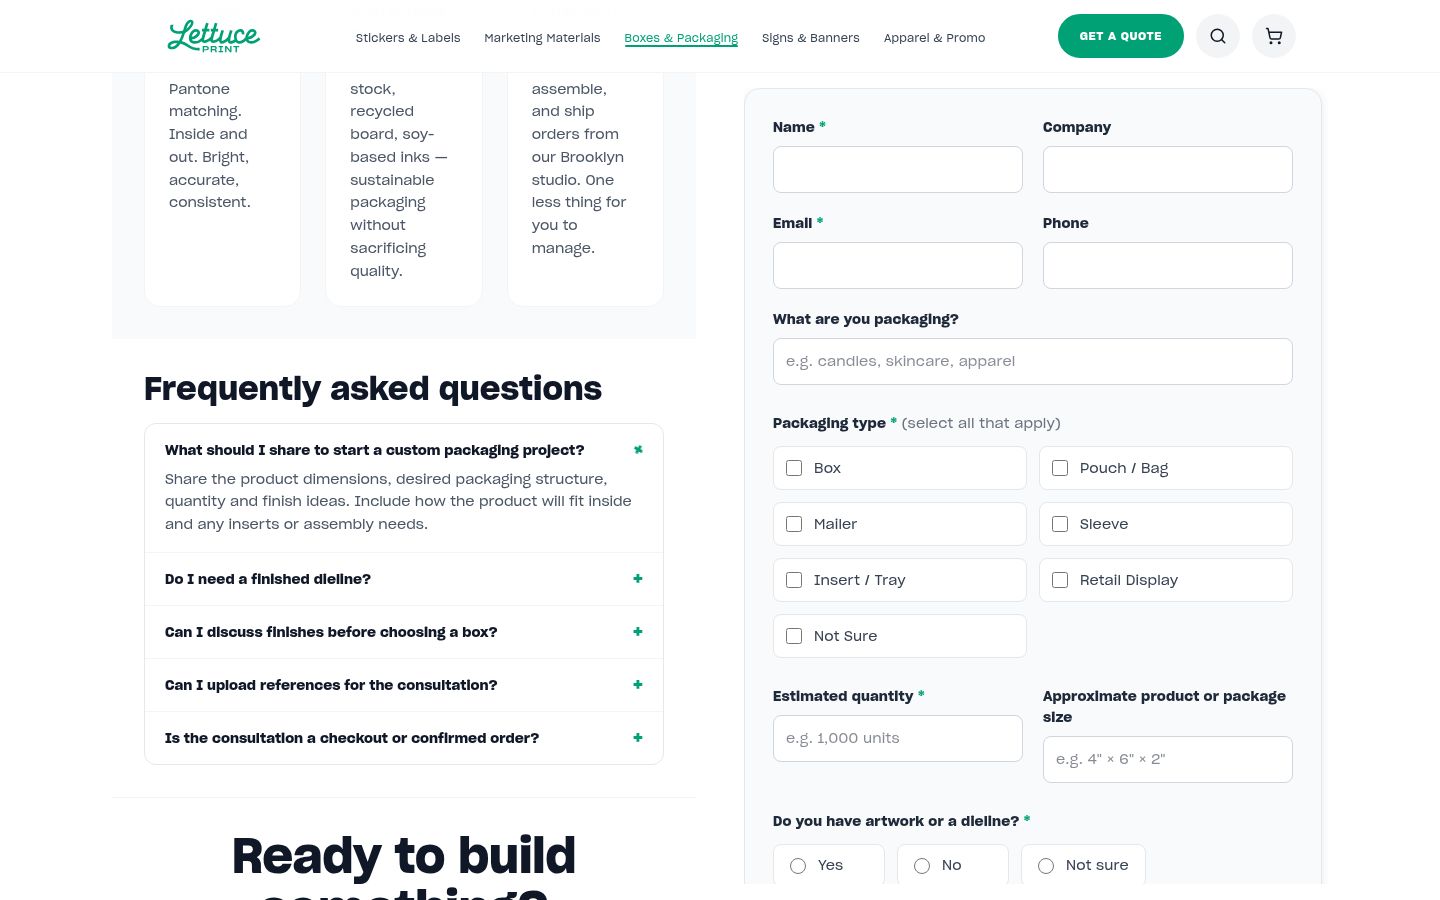 Lettuce
PRINT
Stickers & Labels
Marketing Materials
Boxes & Packaging
Signs & Banners
Apparel & Promo
GET A QUOTE
Pantone
matching.
Inside and
out. Bright,
accurate,
consistent.
stock,
recycled
board, soy-
based inks —
sustainable
packaging
without
sacrificing
quality.
assemble,
and ship
orders from
our Brooklyn
studio. One
less thing for
you to
manage.
Frequently asked questions
What should I share to start a custom packaging project? +
Share the product dimensions, desired packaging structure,
quantity and finish ideas. Include how the product will fit inside
and any inserts or assembly needs.
Do I need a finished dieline? +
Can I discuss finishes before choosing a box? +
Can I upload references for the consultation? +
Is the consultation a checkout or confirmed order? +
Ready to build
something?
Name *
Company
Email *
Phone
What are you packaging?
e.g. candles, skincare, apparel
Packaging type * (select all that apply)
Box
Pouch / Bag
Mailer
Sleeve
Insert / Tray
Retail Display
Not Sure
Estimated quantity *
e.g. 1,000 units
Approximate product or package
size
e.g. 4" × 6" × 2"
Do you have artwork or a dieline? *
Yes
No
Not sure